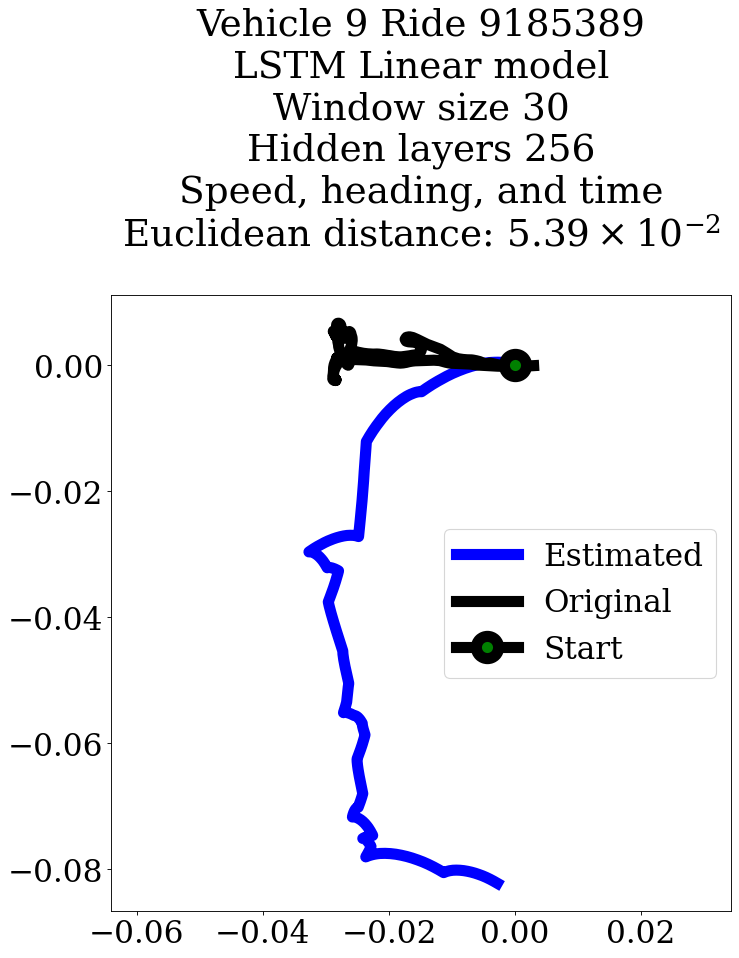 Vehicle 9 Ride 9185389
LSTM Linear model
Window size 30
Hidden layers 256
Speed, heading, and time
Euclidean distance: 5.39 × 10⁻²
0.00
−0.02
−0.04
−0.06
−0.08
Estimated
Original
Start
−0.06 −0.04 −0.02 0.00 0.02